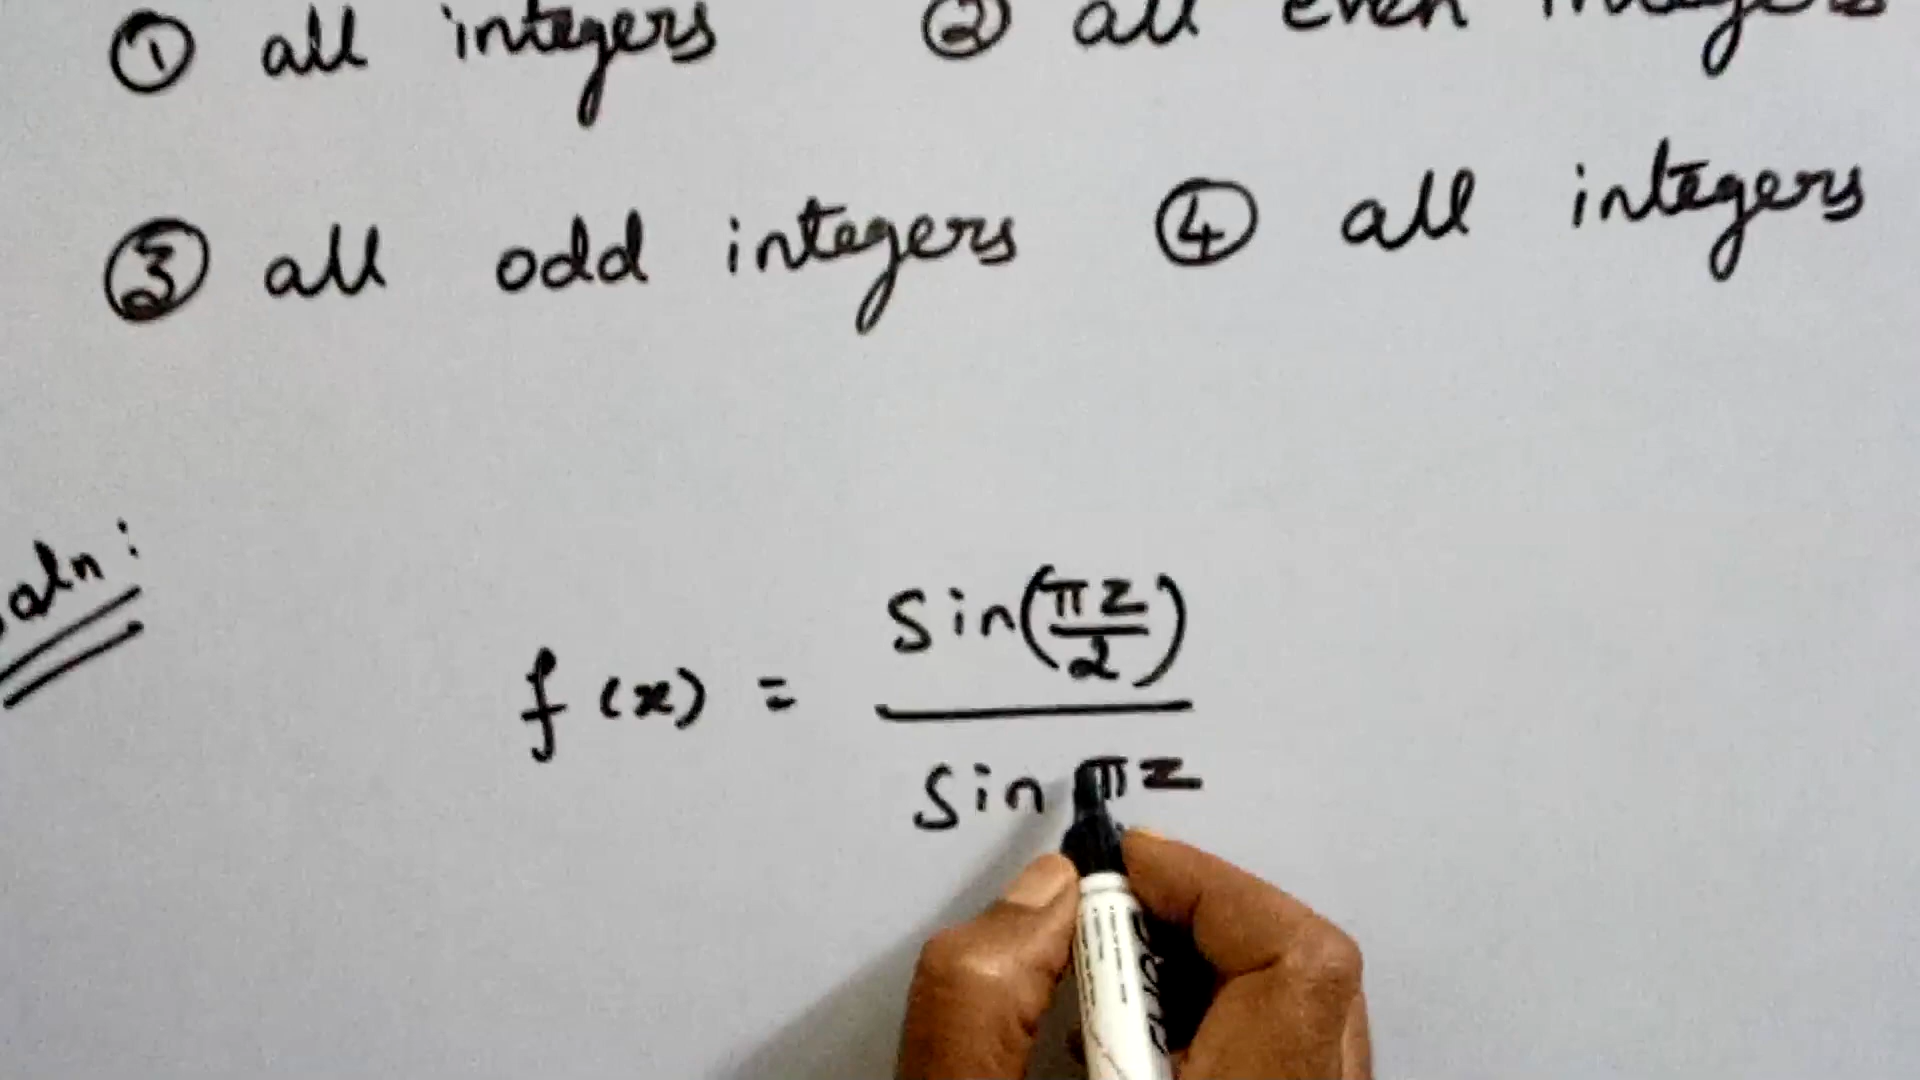 ① all integers ② all even integers
③ all odd integers ④ all integers
soln:
f(x) = sin(πz/2) / sin πz